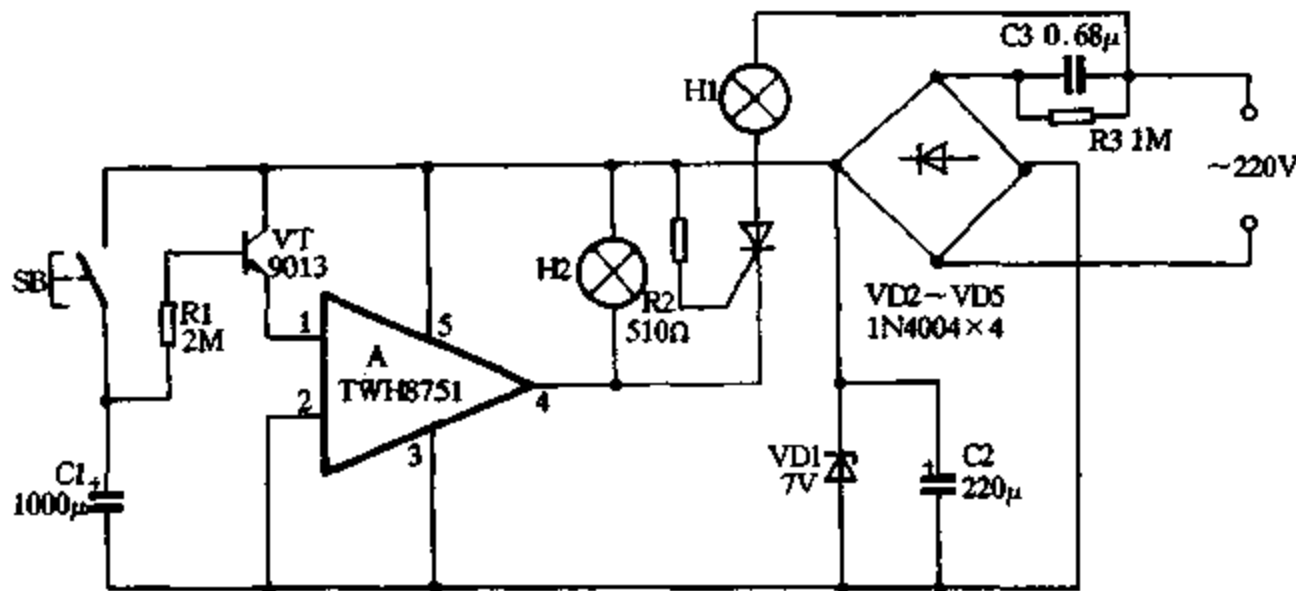 C3 0.68μ
H1
R3 1M
~220V
VT
9013
SB
R1
2M
H2
R2
510Ω
VD2~VD5
1N4004×4
1
5
A
TWH8751
2
4
3
C1
+
1000μ
VD1
7V
+
C2
220μ